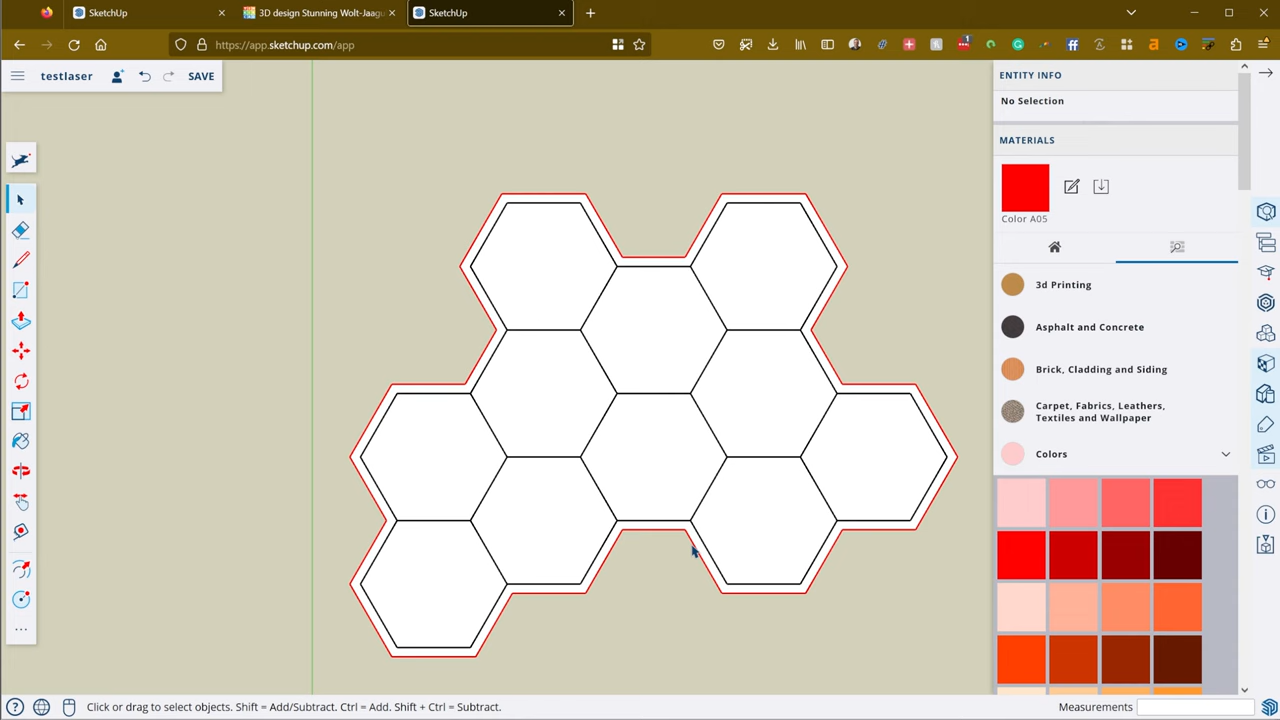 SketchUp
3D design Stunning Wolt-Jaagu
SketchUp
https://app.sketchup.com/app
testlaser
SAVE
ENTITY INFO
No Selection
MATERIALS
Color A05
3d Printing
Asphalt and Concrete
Brick, Cladding and Siding
Carpet, Fabrics, Leathers,
Textiles and Wallpaper
Colors
Click or drag to select objects. Shift = Add/Subtract. Ctrl = Add. Shift + Ctrl = Subtract.
Measurements